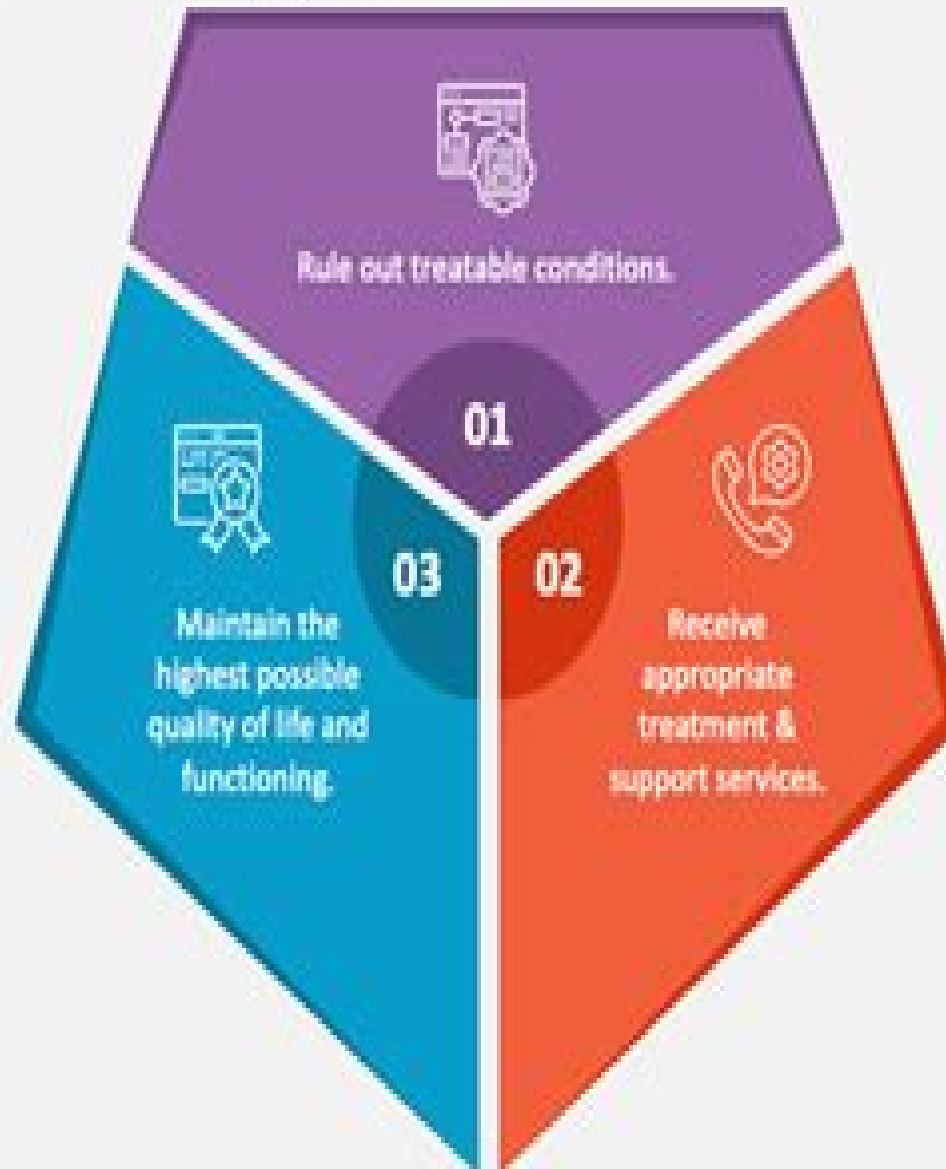 Rule out treatable conditions.
01
02
Receive
appropriate
treatment &
support services.
03
Maintain the
highest possible
quality of life and
functioning.